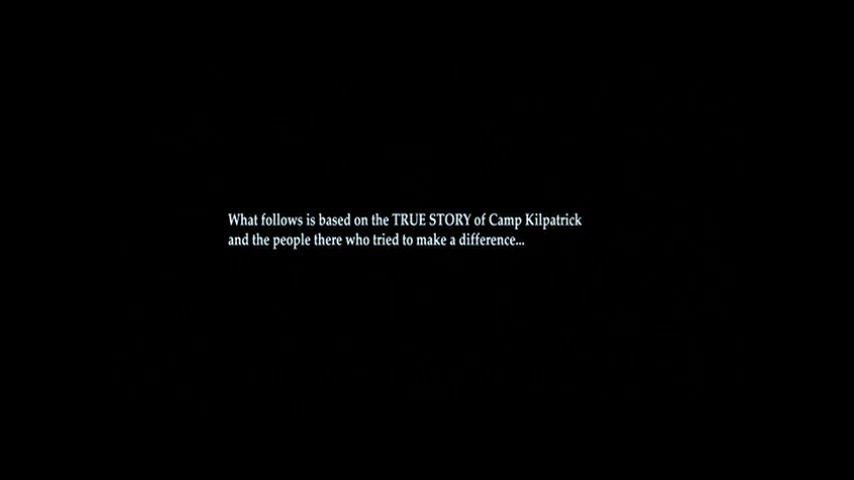 What follows is based on the TRUE STORY of Camp Kilpatrick
and the people there who tried to make a difference...